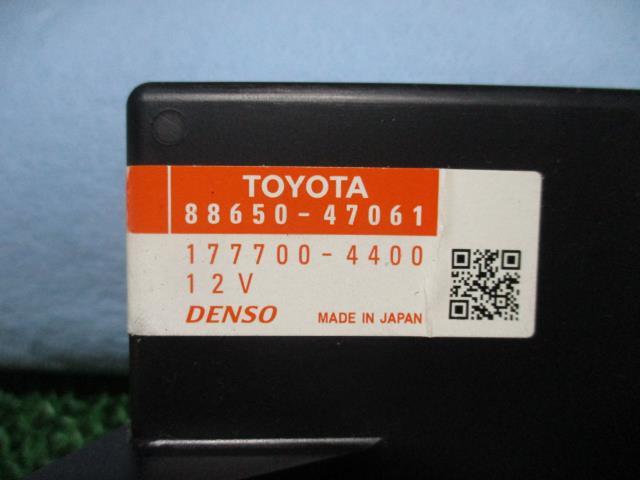 TOYOTA
88650-47061
177700-4400
12V
DENSO MADE IN JAPAN